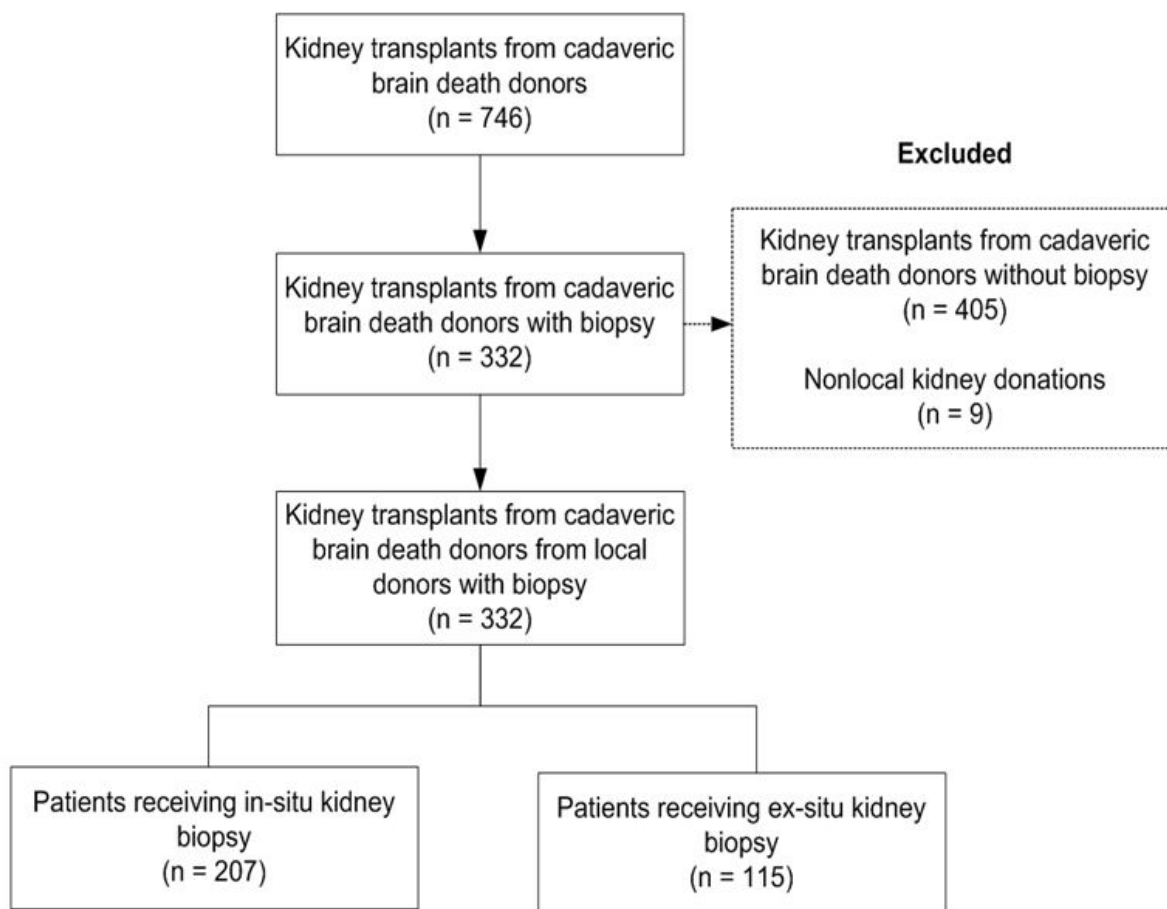 Kidney transplants from cadaveric
brain death donors
(n = 746)
Excluded
Kidney transplants from cadaveric
brain death donors without biopsy
(n = 405)
Nonlocal kidney donations
(n = 9)
Kidney transplants from cadaveric
brain death donors with biopsy
(n = 332)
Kidney transplants from cadaveric
brain death donors from local
donors with biopsy
(n = 332)
Patients receiving in-situ kidney
biopsy
(n = 207)
Patients receiving ex-situ kidney
biopsy
(n = 115)